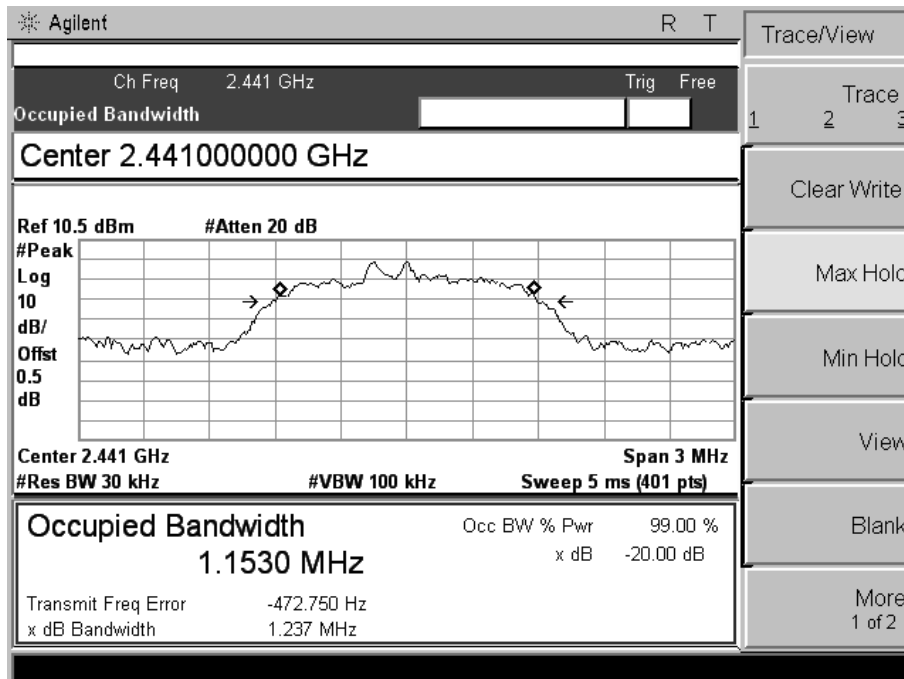 Agilent R T
Trace/View
Ch Freq 2.441 GHz Trig Free
Occupied Bandwidth
Trace
1 2 3
Center 2.441000000 GHz
Clear Write
Ref 10.5 dBm #Atten 20 dB
#Peak
Log
10
dB/
Offst
0.5
dB
Max Hold
Min Hold
Center 2.441 GHz Span 3 MHz
#Res BW 30 kHz #VBW 100 kHz Sweep 5 ms (401 pts)
View
Occupied Bandwidth Occ BW % Pwr 99.00 %
1.1530 MHz x dB -20.00 dB
Blank
Transmit Freq Error -472.750 Hz
x dB Bandwidth 1.237 MHz
More
1 of 2